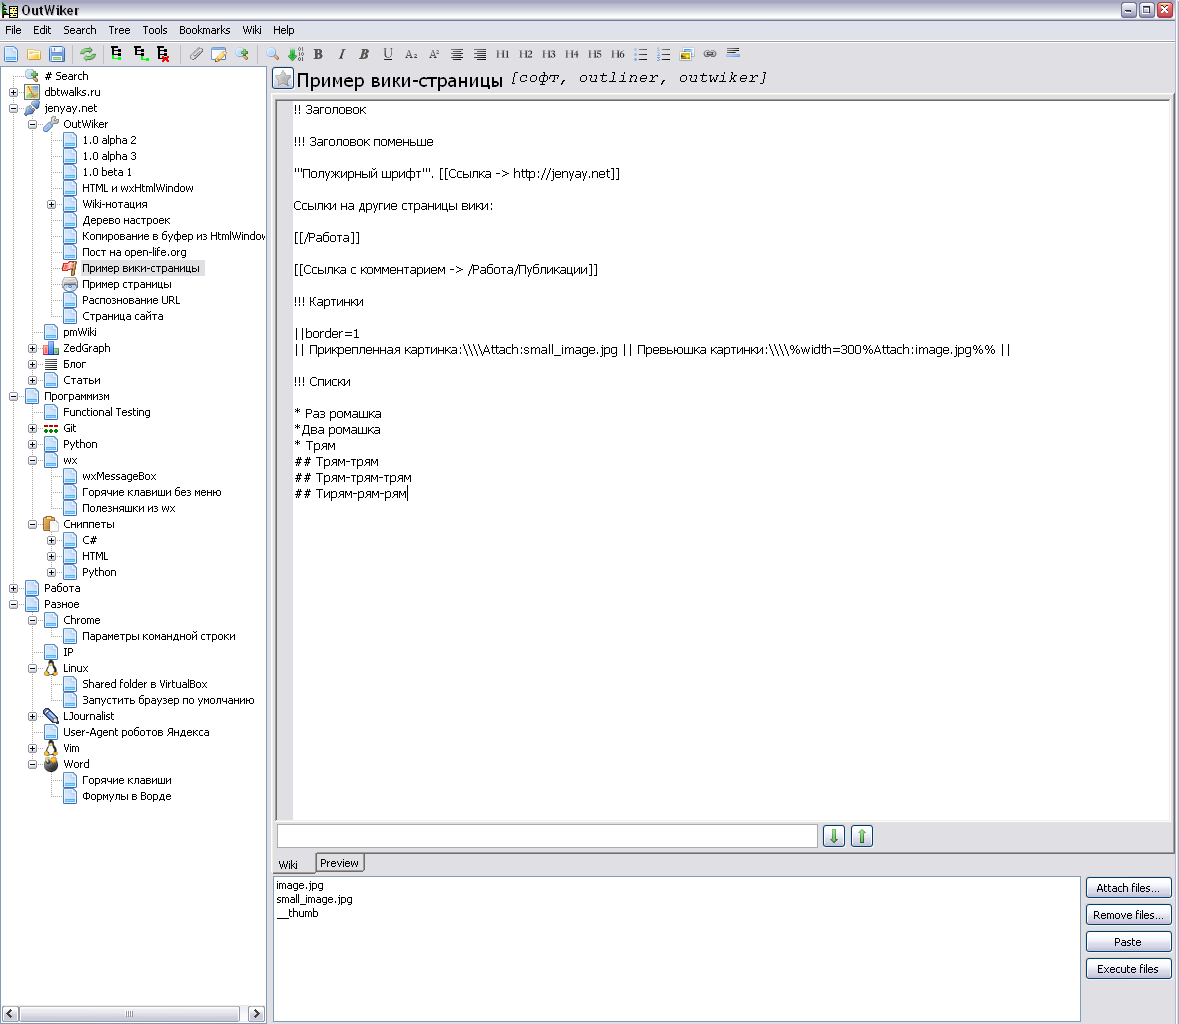 OutWiker
File Edit Search Tree Tools Bookmarks Wiki Help
B I B U A₂ A² H1 H2 H3 H4 H5 H6
# Search
dbtwalks.ru
jenyay.net
OutWiker
1.0 alpha 2
1.0 alpha 3
1.0 beta 1
HTML и wxHtmlWindow
Wiki-нотация
Дерево настроек
Копирование в буфер из HtmlWindow
Пост на open-life.org
Пример вики-страницы
Пример страницы
Распознование URL
Страница сайта
pmWiki
ZedGraph
Блог
Статьи
Программизм
Functional Testing
Git
Python
wx
wxMessageBox
Горячие клавиши без меню
Полезняшки из wx
Сниппеты
C#
HTML
Python
Работа
Разное
Chrome
Параметры командной строки
IP
Linux
Shared folder в VirtualBox
Запустить браузер по умолчанию
LJournalist
User-Agent роботов Яндекса
Vim
Word
Горячие клавиши
Формулы в Ворде
Пример вики-страницы [софт, outliner, outwiker]
!! Заголовок
!!! Заголовок поменьше
'''Полужирный шрифт'''. [[Ссылка -> http://jenyay.net]]
Ссылки на другие страницы вики:
[[/Работа]]
[[Ссылка с комментарием -> /Работа/Публикации]]
!!! Картинки
||border=1
|| Прикрепленная картинка:\\\\Attach:small_image.jpg || Превьюшка картинки:\\\\%width=300%Attach:image.jpg%% ||
!!! Списки
* Раз ромашка
*Два ромашка
* Трям
## Трям-трям
## Трям-трям-трям
## Тирям-рям-рям
Wiki Preview
image.jpg
small_image.jpg
__thumb
Attach files...
Remove files...
Paste
Execute files